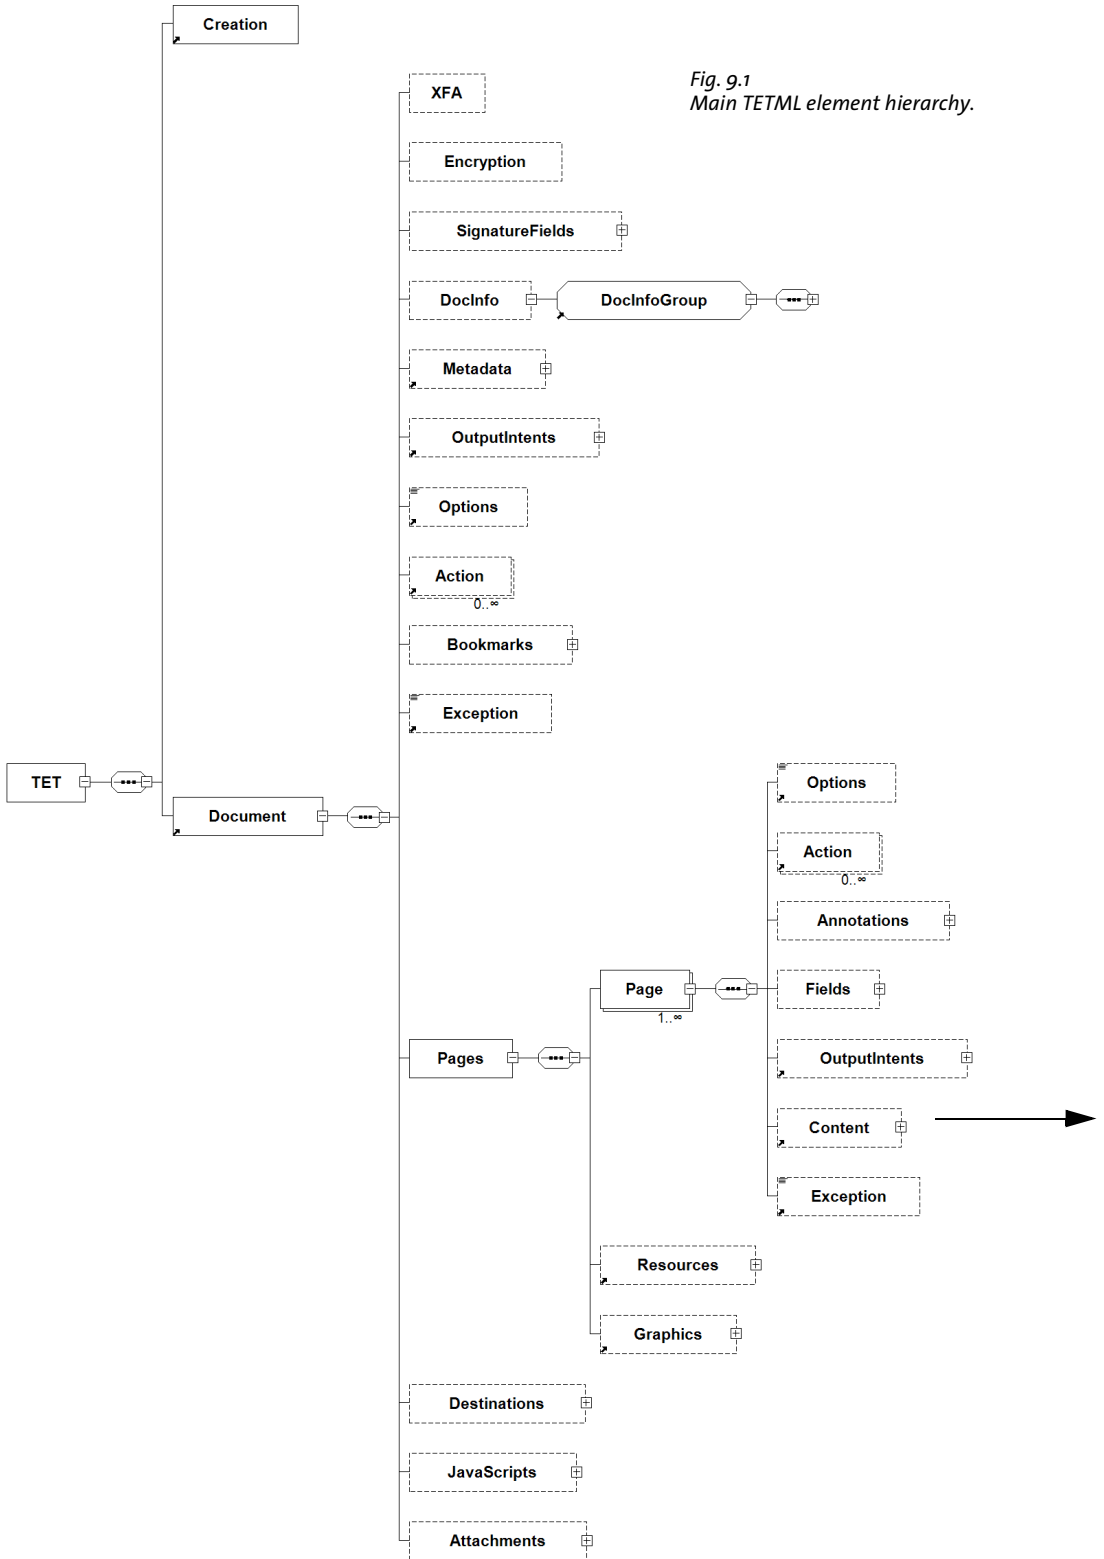 Creation
Fig. 9.1
Main TETML element hierarchy.
XFA
Encryption
SignatureFields
DocInfo
DocInfoGroup
Metadata
OutputIntents
Options
Action
0..∞
Bookmarks
Exception
TET
Document
Options
Action
0..∞
Annotations
Page
1..∞
Fields
Pages
OutputIntents
Content
Exception
Resources
Graphics
Destinations
JavaScripts
Attachments